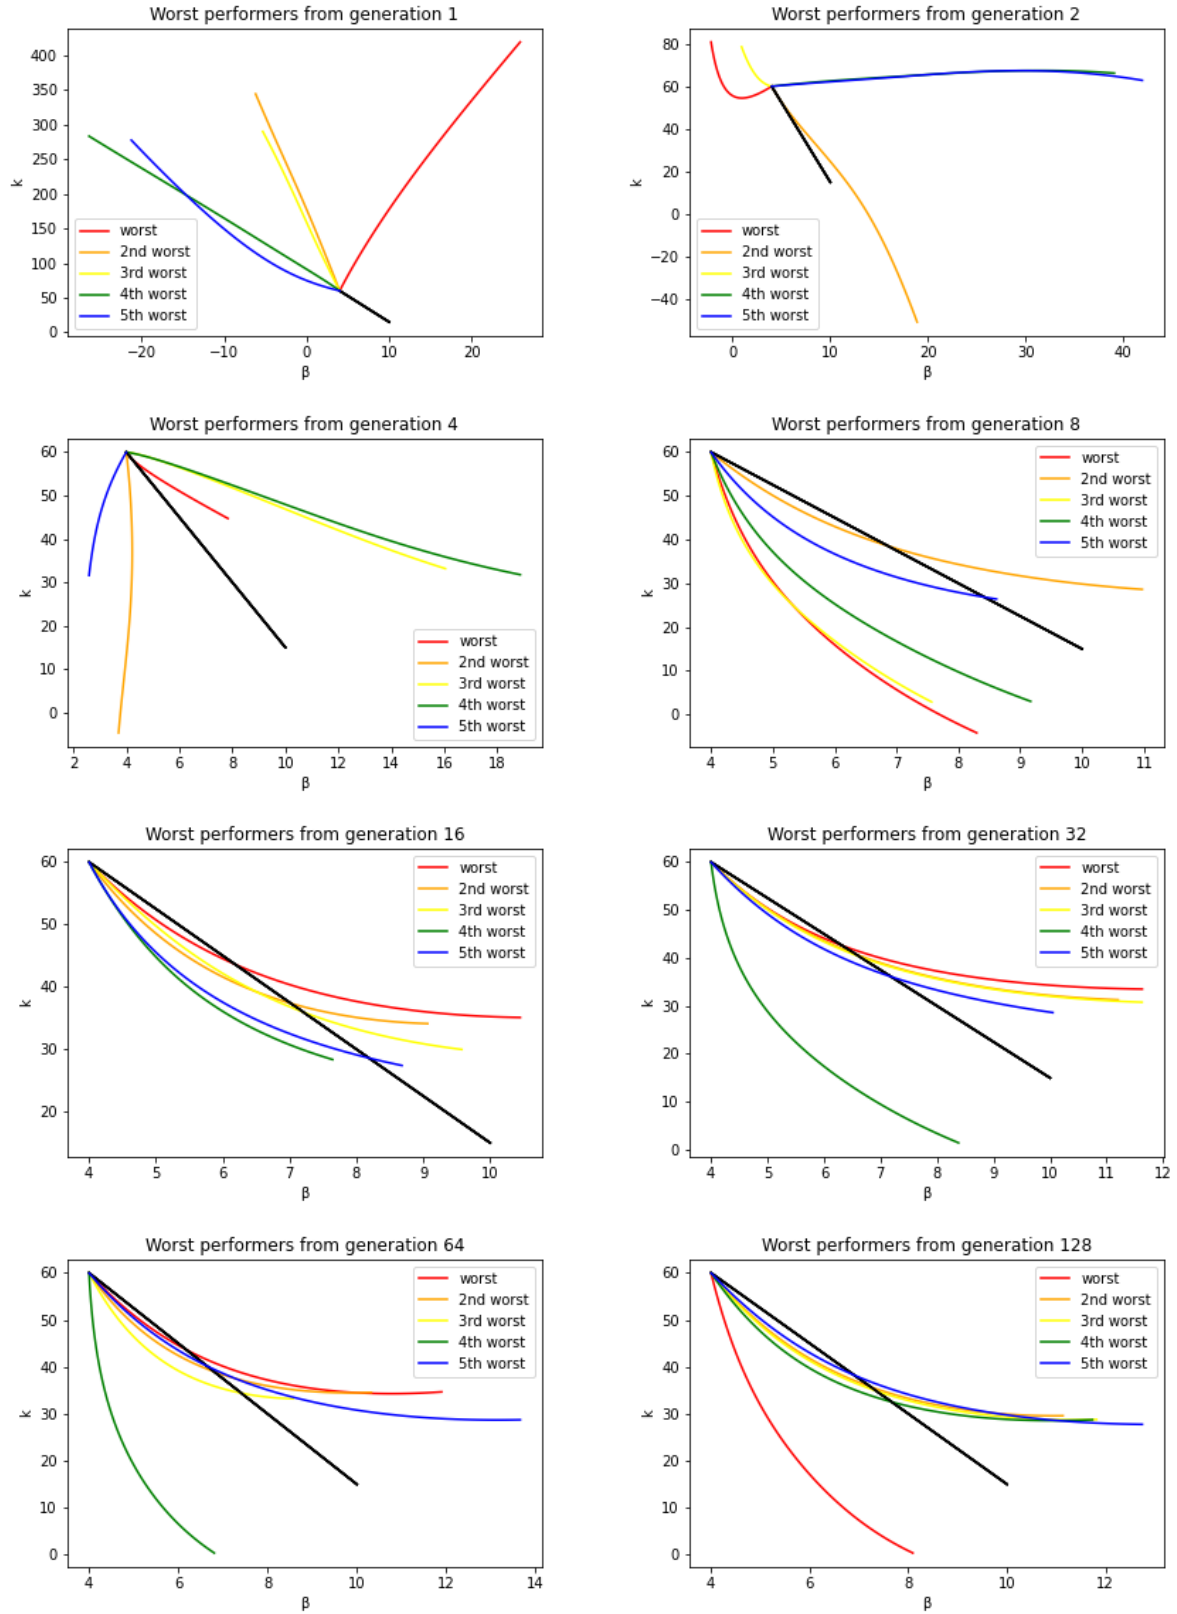 Worst performers from generation 1
400
350
300
250
200
150
100
50
0
k
worst
2nd worst
3rd worst
4th worst
5th worst
−20 −10 0 10 20
β
Worst performers from generation 2
80
60
40
20
0
−20
−40
k
worst
2nd worst
3rd worst
4th worst
5th worst
0 10 20 30 40
β
Worst performers from generation 4
60
50
40
30
20
10
0
k
worst
2nd worst
3rd worst
4th worst
5th worst
2 4 6 8 10 12 14 16 18
β
Worst performers from generation 8
60
50
40
30
20
10
0
k
worst
2nd worst
3rd worst
4th worst
5th worst
4 5 6 7 8 9 10 11
β
Worst performers from generation 16
60
50
40
30
20
k
worst
2nd worst
3rd worst
4th worst
5th worst
4 5 6 7 8 9 10
β
Worst performers from generation 32
60
50
40
30
20
10
0
k
worst
2nd worst
3rd worst
4th worst
5th worst
4 5 6 7 8 9 10 11 12
β
Worst performers from generation 64
60
50
40
30
20
10
0
k
worst
2nd worst
3rd worst
4th worst
5th worst
4 6 8 10 12 14
β
Worst performers from generation 128
60
50
40
30
20
10
0
k
worst
2nd worst
3rd worst
4th worst
5th worst
4 6 8 10 12
β